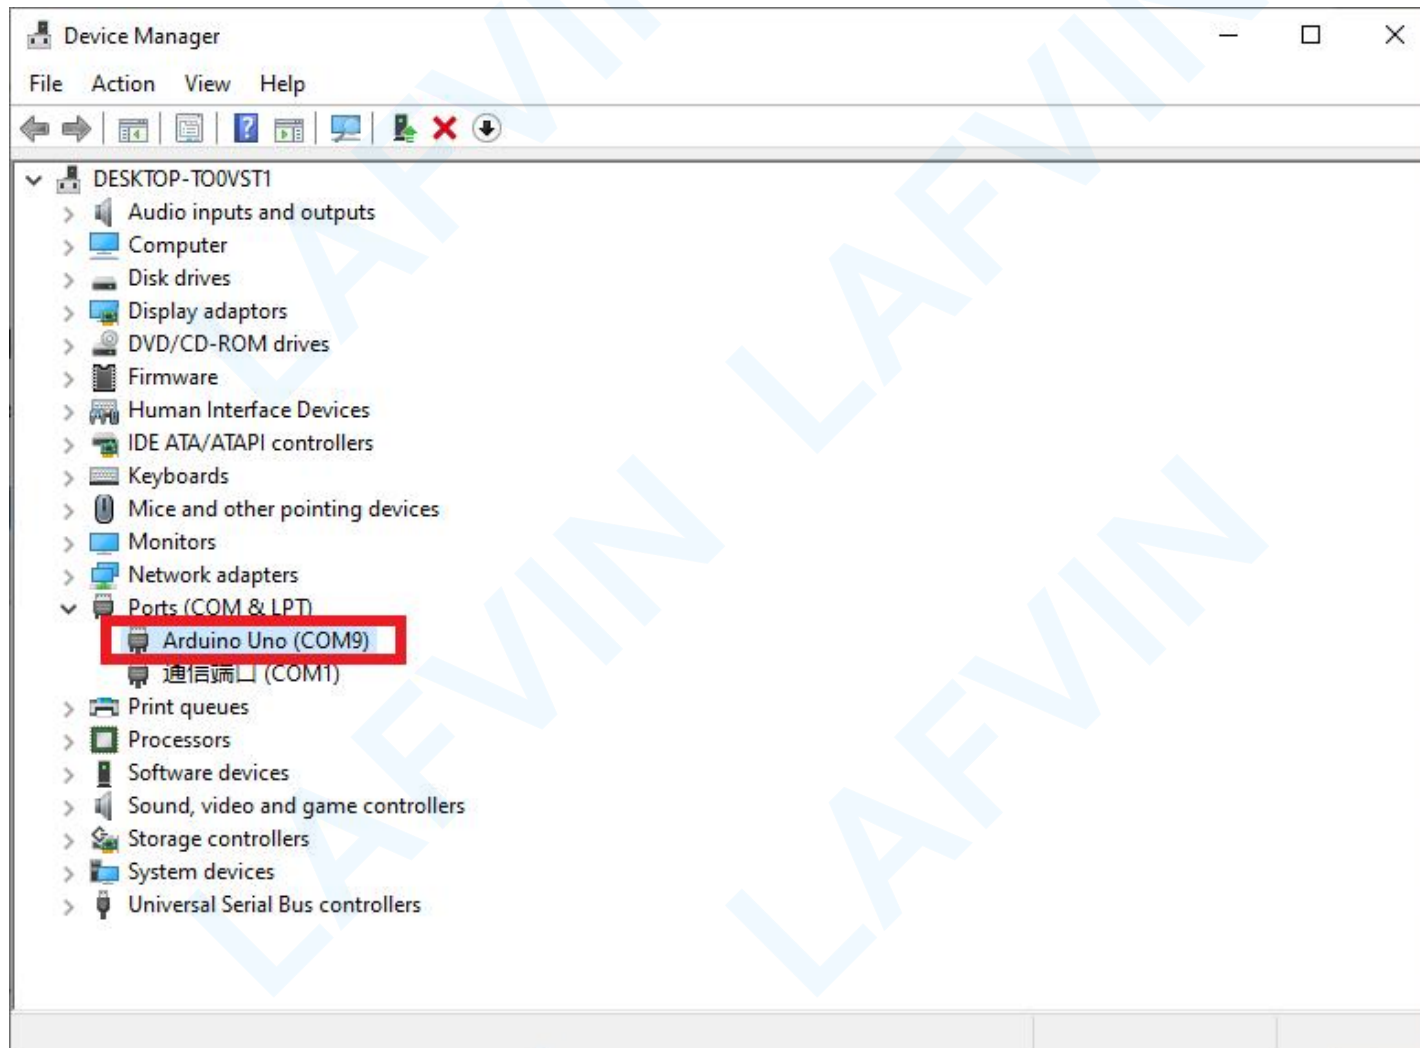 Device Manager
File Action View Help
DESKTOP-TO0VST1
Audio inputs and outputs
Computer
Disk drives
Display adaptors
DVD/CD-ROM drives
Firmware
Human Interface Devices
IDE ATA/ATAPI controllers
Keyboards
Mice and other pointing devices
Monitors
Network adapters
Ports (COM & LPT)
Arduino Uno (COM9)
通信端口 (COM1)
Print queues
Processors
Software devices
Sound, video and game controllers
Storage controllers
System devices
Universal Serial Bus controllers
LAFVIN
LAFVIN
LAFVIN
LAFVIN